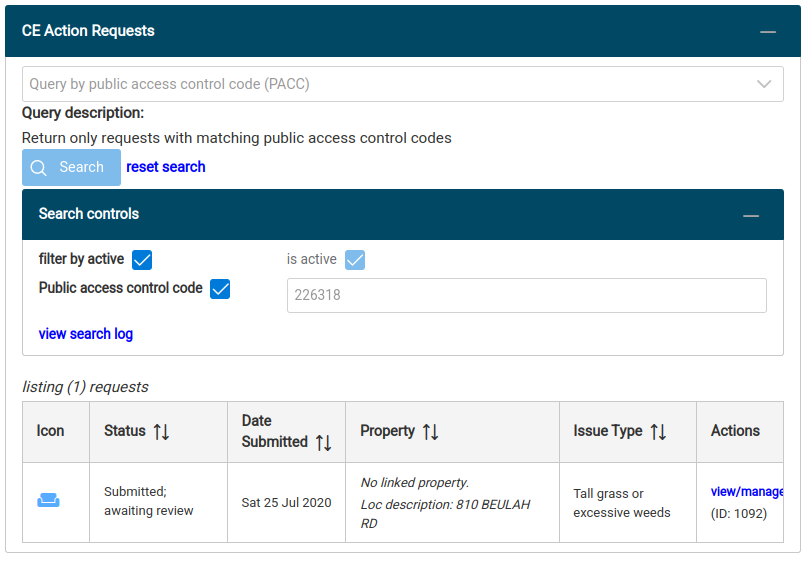 CE Action Requests
Query by public access control code (PACC)
Query description:
Return only requests with matching public access control codes
Search reset search
Search controls
filter by active is active
Public access control code 226318
view search log
listing (1) requests
Icon Status Date Submitted Property Issue Type Actions
Submitted; awaiting review
Sat 25 Jul 2020
No linked property.
Loc description: 810 BEULAH RD
Tall grass or excessive weeds
view/manage
(ID: 1092)